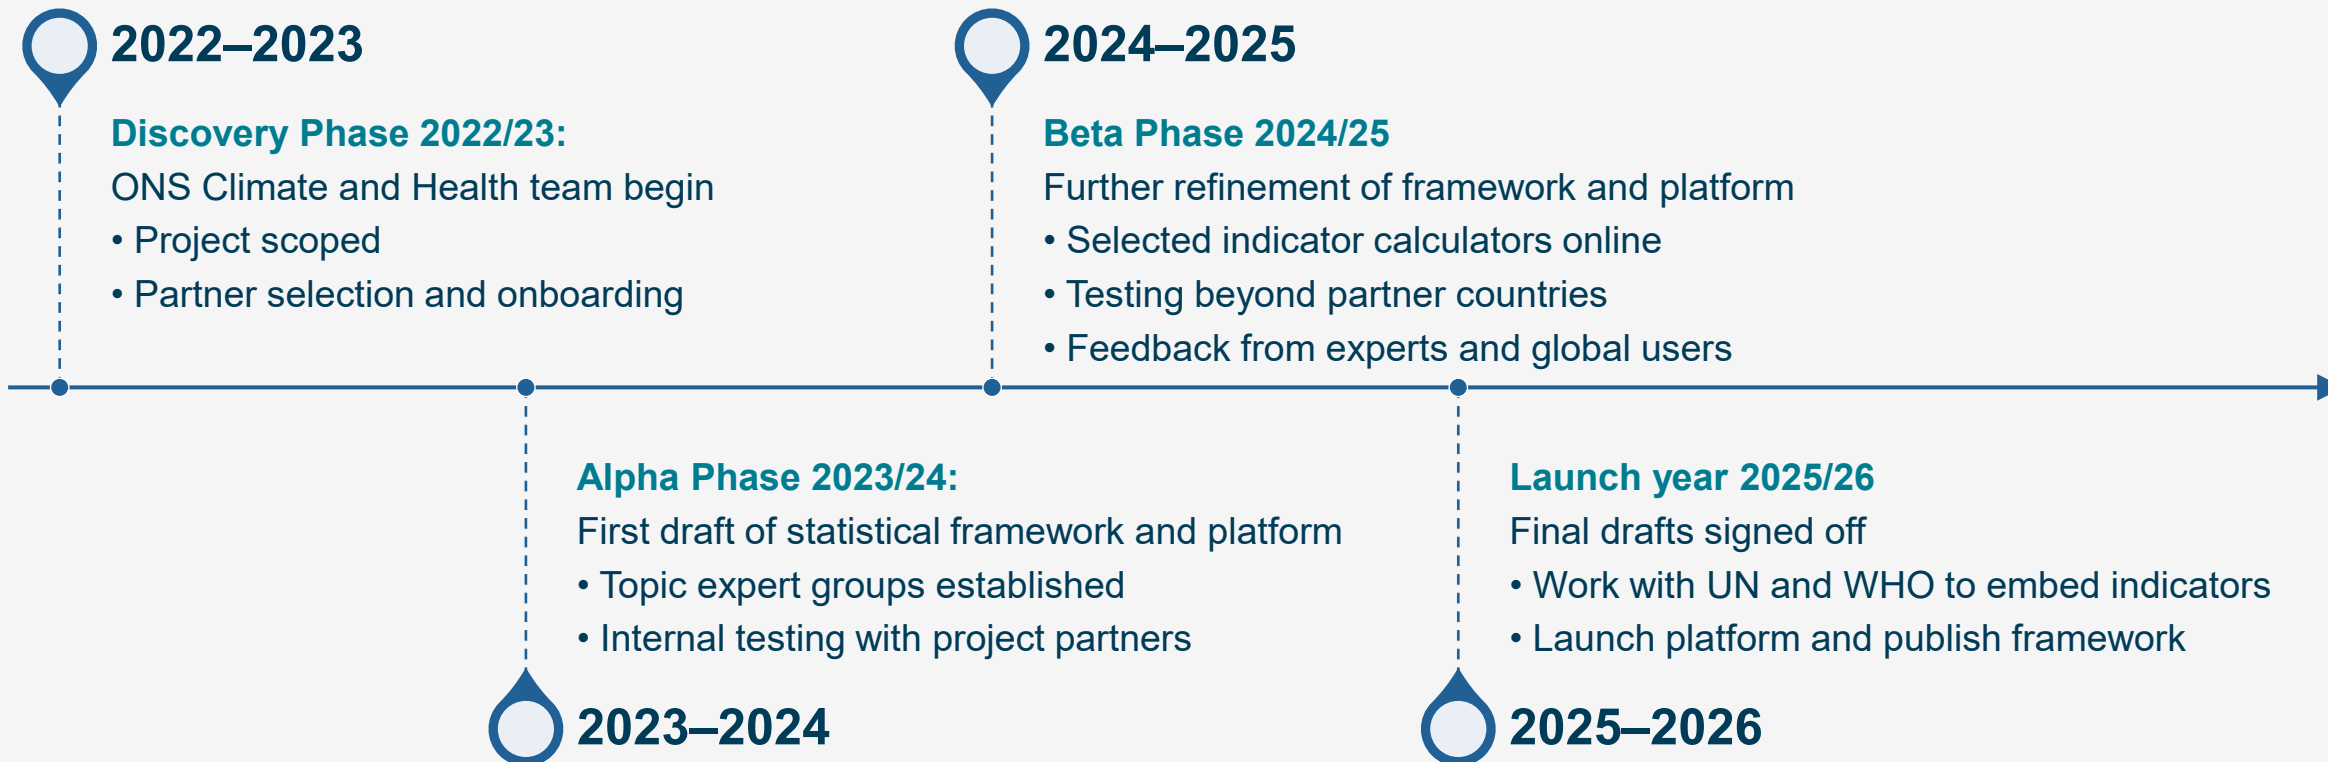 2022–2023
Discovery Phase 2022/23:
ONS Climate and Health team begin
• Project scoped
• Partner selection and onboarding
2024–2025
Beta Phase 2024/25
Further refinement of framework and platform
• Selected indicator calculators online
• Testing beyond partner countries
• Feedback from experts and global users
Alpha Phase 2023/24:
First draft of statistical framework and platform
• Topic expert groups established
• Internal testing with project partners
2023–2024
Launch year 2025/26
Final drafts signed off
• Work with UN and WHO to embed indicators
• Launch platform and publish framework
2025–2026